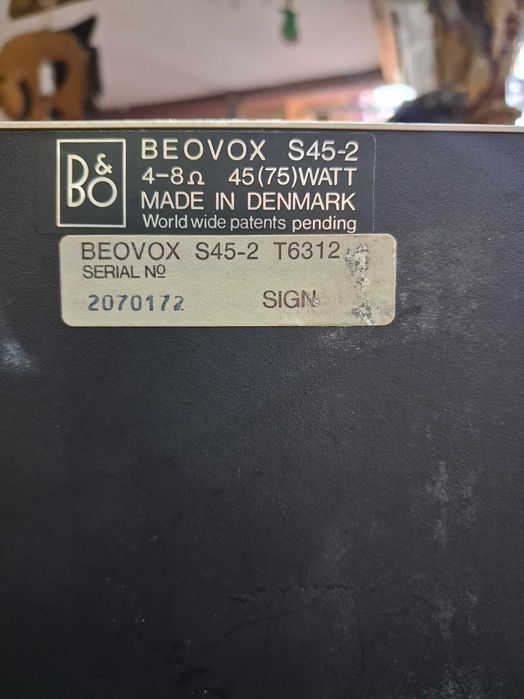 B&O
BEOVOX S45-2
4-8Ω 45(75)WATT
MADE IN DENMARK
World wide patents pending
BEOVOX S45-2 T6312
SERIAL Nº
2070172 SIGN.